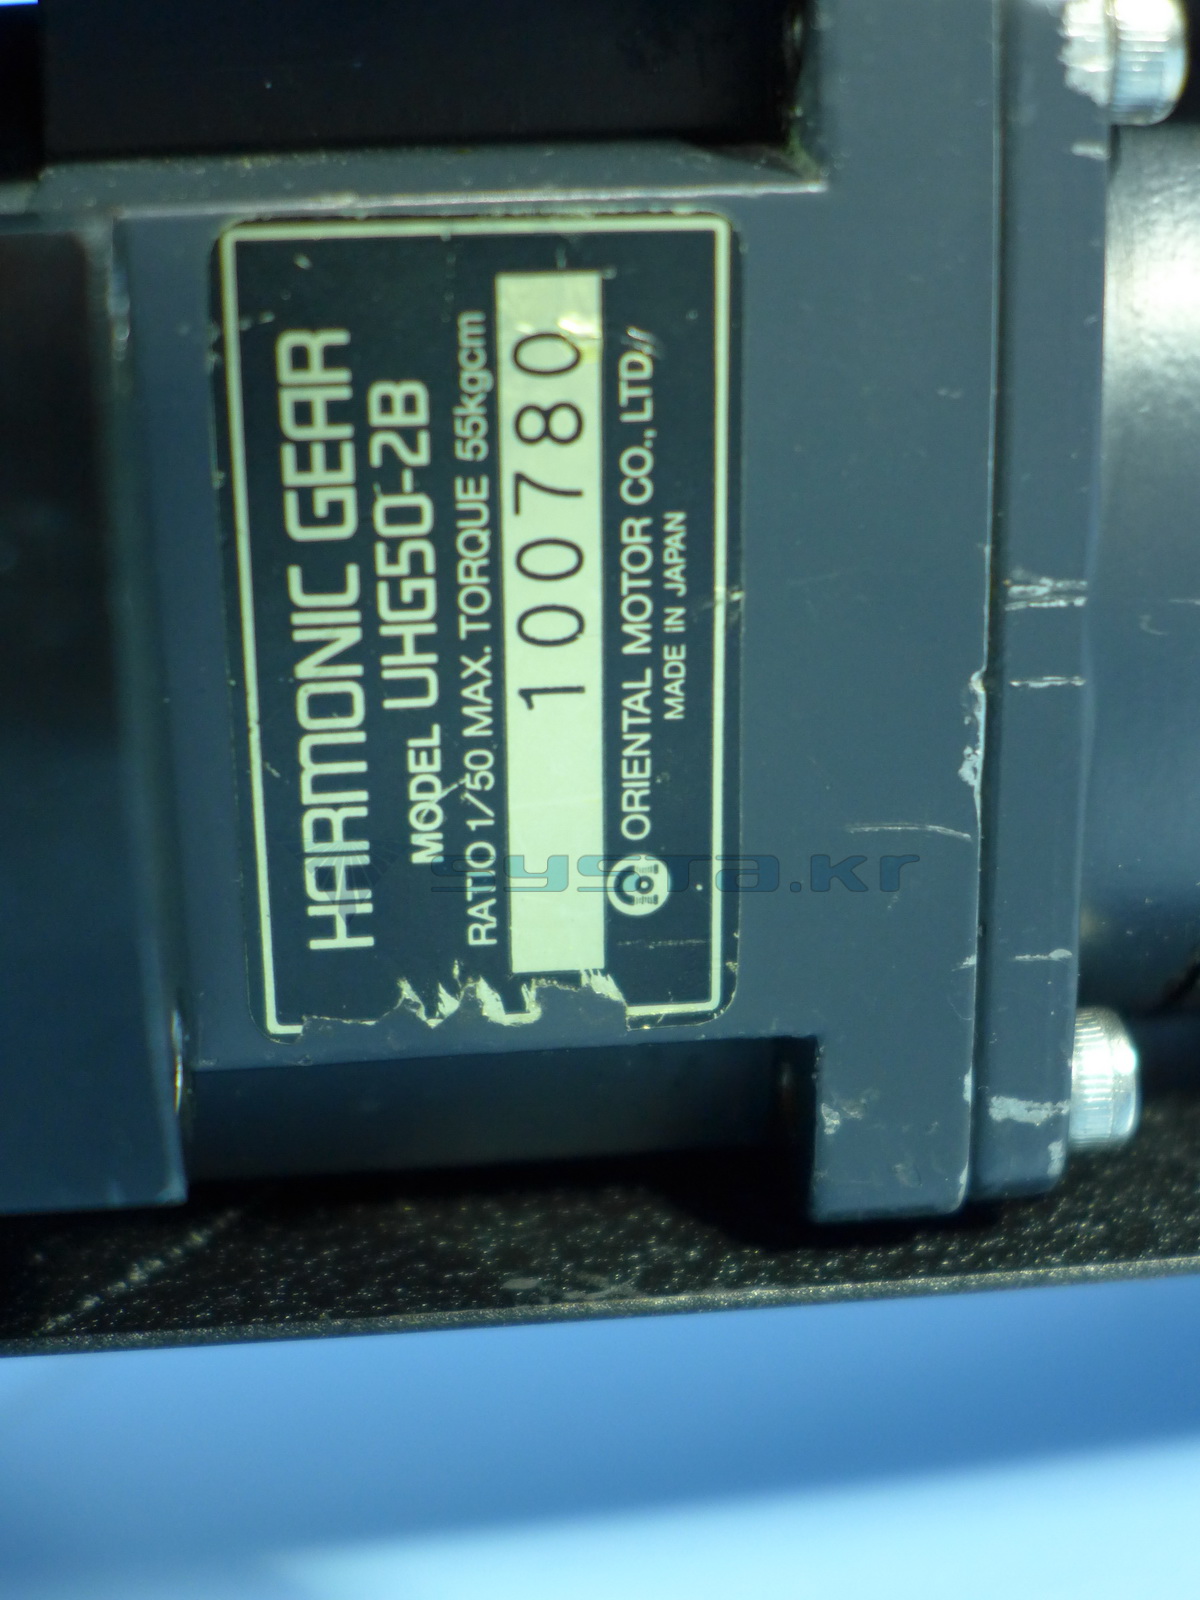 HARMONIC GEAR
MODEL UHG50-2B
RATIO 1/50 MAX. TORQUE 55kgcm
100780
ORIENTAL MOTOR CO., LTD.
MADE IN JAPAN
systa.kr